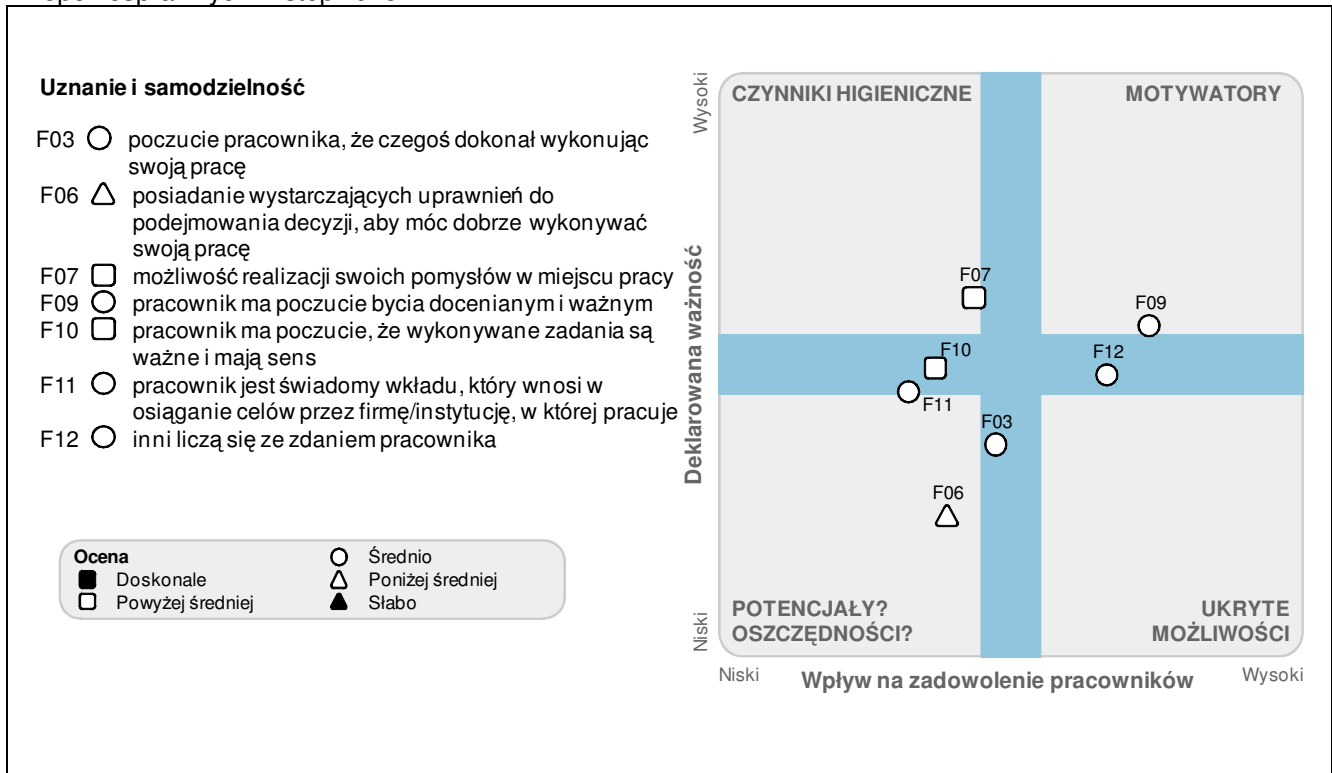 Uznanie i samodzielność
F03 poczucie pracownika, że czegoś dokonał wykonując
swoją pracę
F06 posiadanie wystarczających uprawnień do
podejmowania decyzji, aby móc dobrze wykonywać
swoją pracę
F07 możliwość realizacji swoich pomysłów w miejscu pracy
F09 pracownik ma poczucie bycia docenianym i ważnym
F10 pracownik ma poczucie, że wykonywane zadania są
ważne i mają sens
F11 pracownik jest świadomy wkładu, który wnosi w
osiąganie celów przez firmę/instytucję, w której pracuje
F12 inni liczą się ze zdaniem pracownika
Ocena
Doskonale
Powyżej średniej
Średnio
Poniżej średniej
Słabo
Wysoki
Deklarowana ważność
Niski
CZYNNIKI HIGIENICZNE
MOTYWATORY
F07
F09
F10
F12
F11
F03
F06
POTENCJAŁY?
OSZCZĘDNOŚCI?
UKRYTE
MOŻLIWOŚCI
Niski
Wpływ na zadowolenie pracowników
Wysoki